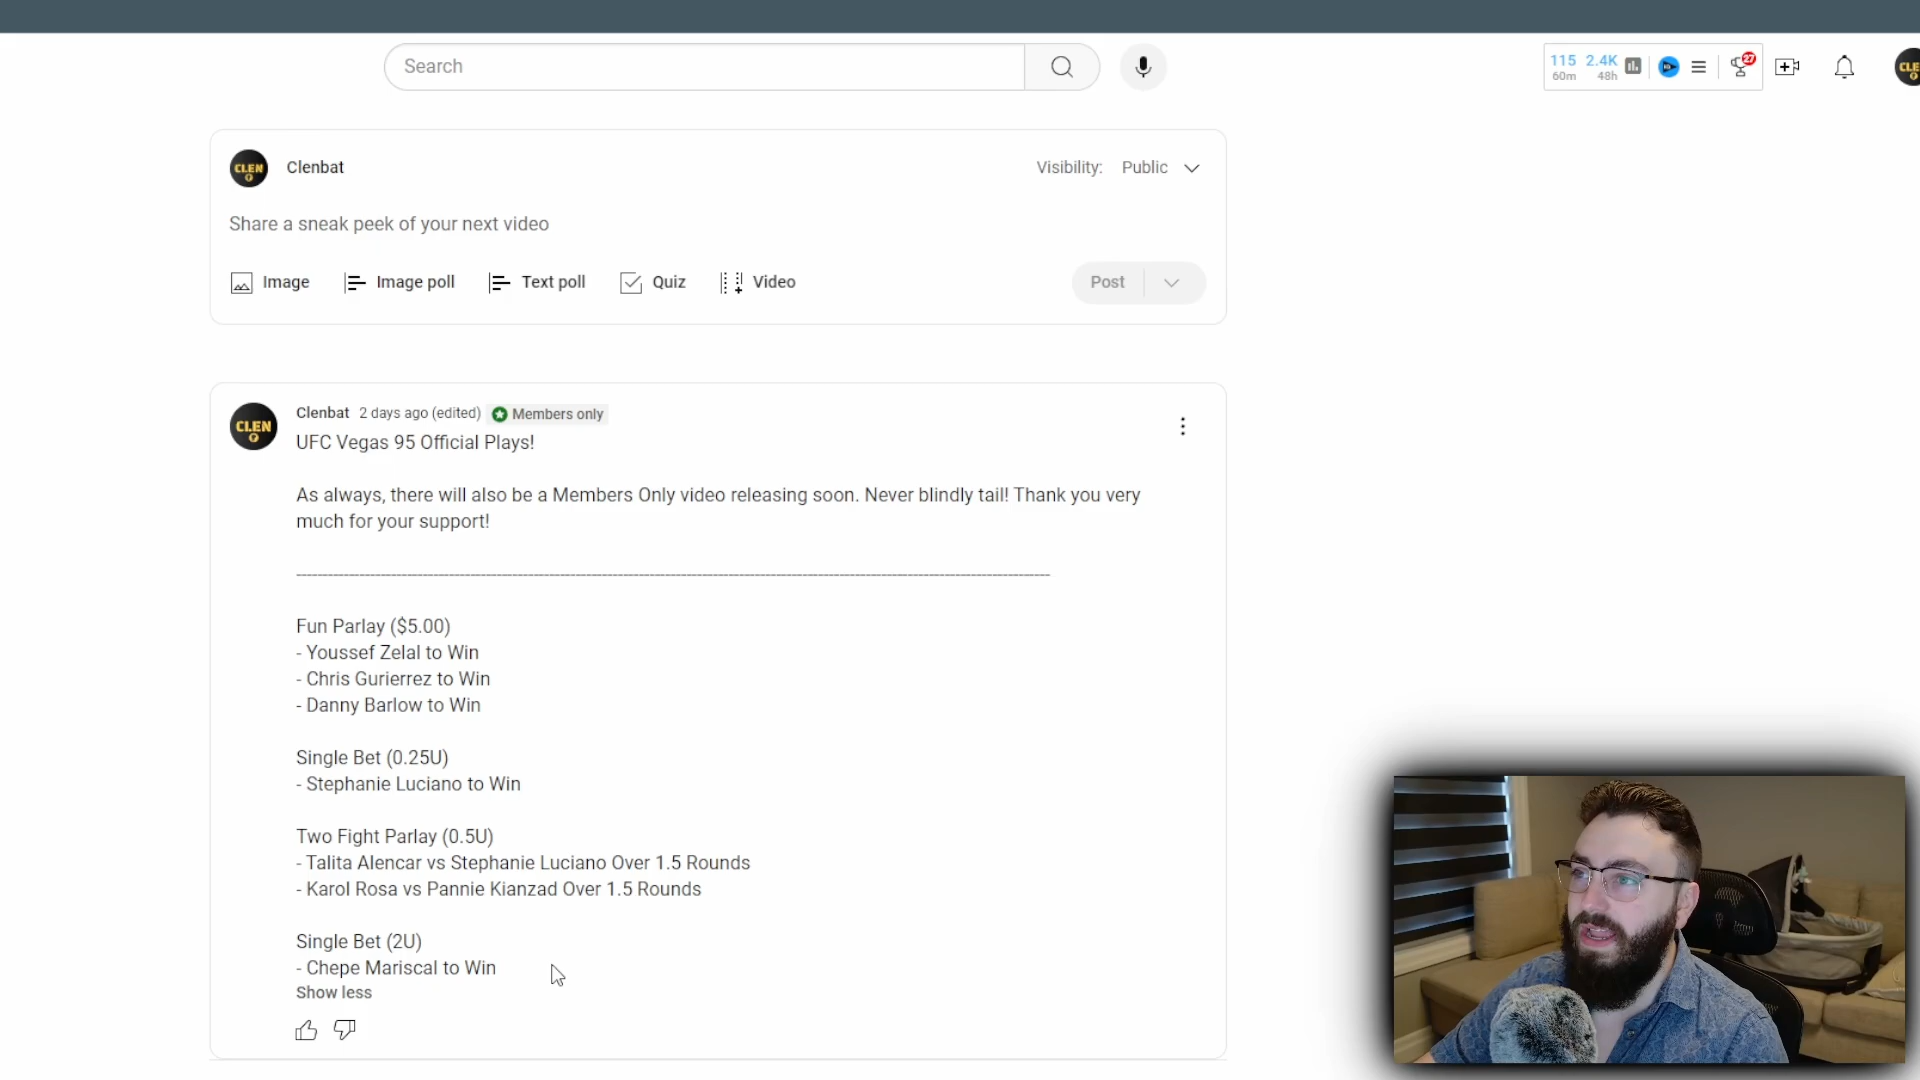 Search
115 2.4K
60m 48h
27
CLE
CLEN
Clenbat
Visibility: Public
Share a sneak peek of your next video
Image
Image poll
Text poll
Quiz
Video
Post
CLEN
Clenbat 2 days ago (edited) Members only
UFC Vegas 95 Official Plays!
As always, there will also be a Members Only video releasing soon. Never blindly tail! Thank you very
much for your support!
Fun Parlay ($5.00)
- Youssef Zelal to Win
- Chris Gurierrez to Win
- Danny Barlow to Win
Single Bet (0.25U)
- Stephanie Luciano to Win
Two Fight Parlay (0.5U)
- Talita Alencar vs Stephanie Luciano Over 1.5 Rounds
- Karol Rosa vs Pannie Kianzad Over 1.5 Rounds
Single Bet (2U)
- Chepe Mariscal to Win
Show less